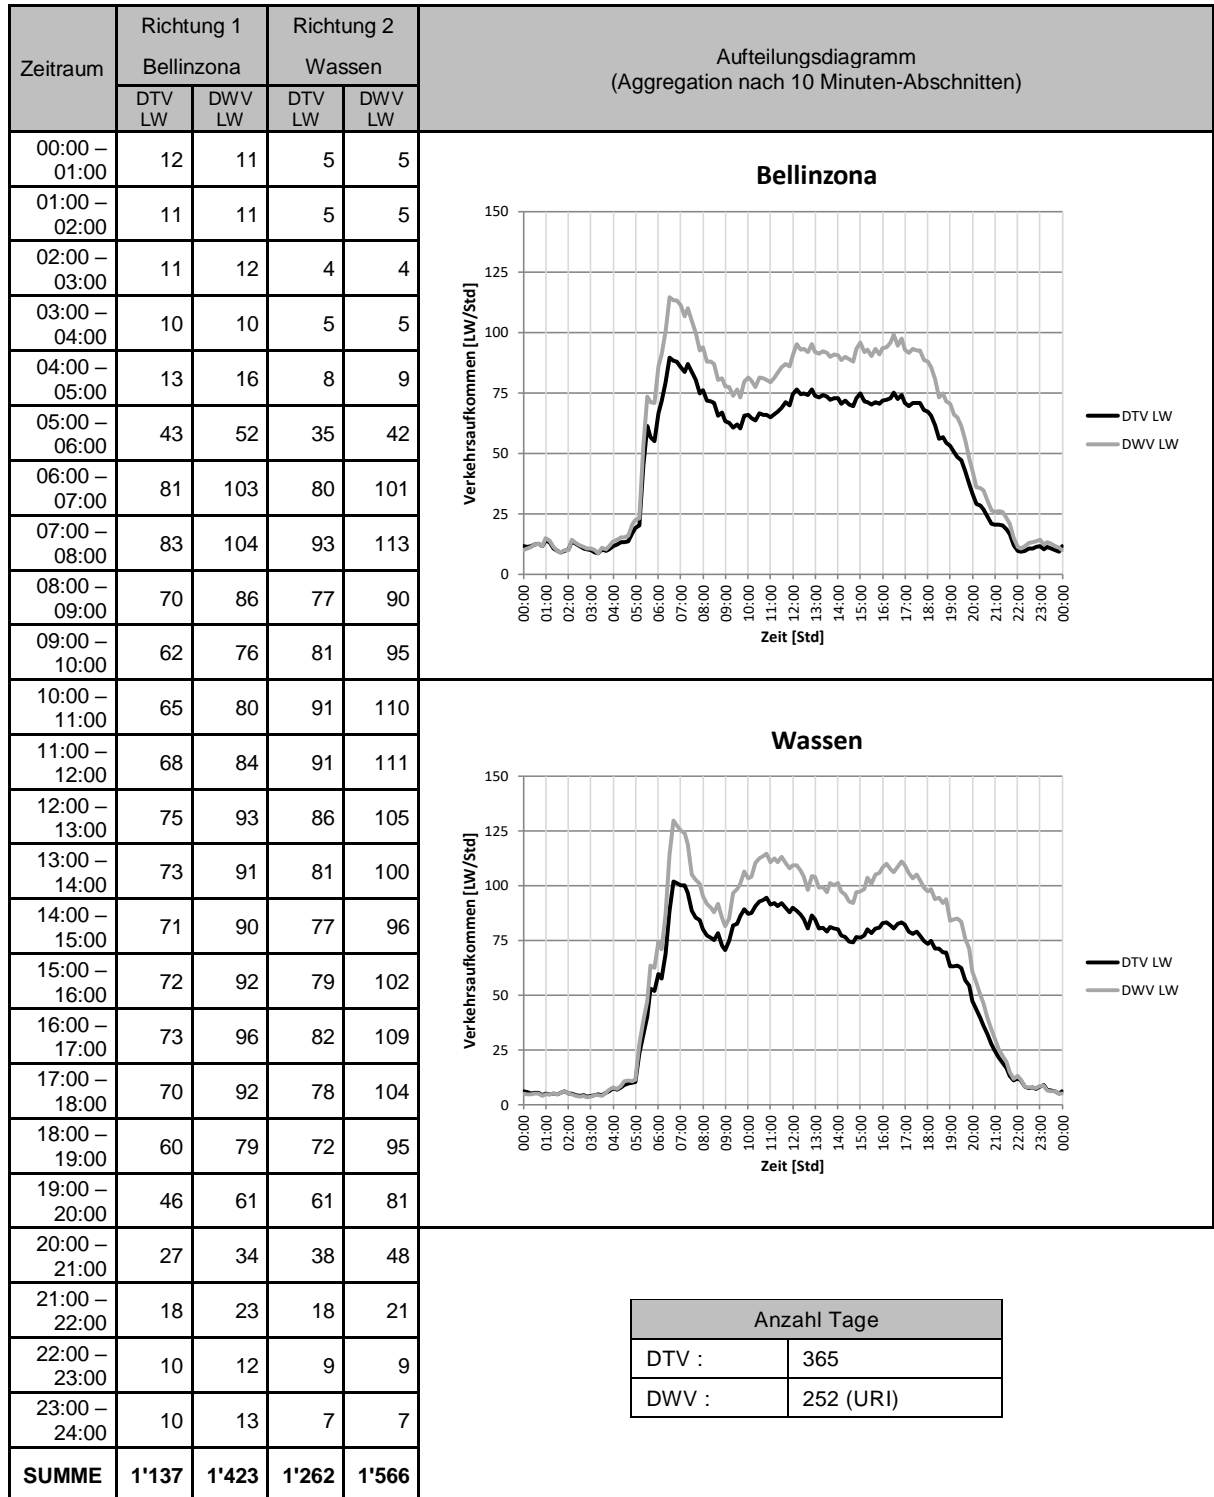 Zeitraum
Richtung 1
Bellinzona
Richtung 2
Wassen
Aufteilungsdiagramm
(Aggregation nach 10 Minuten-Abschnitten)
DTV LW DWV LW DTV LW DWV LW
00:00 – 01:00 12 11 5 5
01:00 – 02:00 11 11 5 5
02:00 – 03:00 11 12 4 4
03:00 – 04:00 10 10 5 5
04:00 – 05:00 13 16 8 9
05:00 – 06:00 43 52 35 42
06:00 – 07:00 81 103 80 101
07:00 – 08:00 83 104 93 113
08:00 – 09:00 70 86 77 90
09:00 – 10:00 62 76 81 95
10:00 – 11:00 65 80 91 110
11:00 – 12:00 68 84 91 111
12:00 – 13:00 75 93 86 105
13:00 – 14:00 73 91 81 100
14:00 – 15:00 71 90 77 96
15:00 – 16:00 72 92 79 102
16:00 – 17:00 73 96 82 109
17:00 – 18:00 70 92 78 104
18:00 – 19:00 60 79 72 95
19:00 – 20:00 46 61 61 81
20:00 – 21:00 27 34 38 48
21:00 – 22:00 18 23 18 21
22:00 – 23:00 10 12 9 9
23:00 – 24:00 10 13 7 7
SUMME 1'137 1'423 1'262 1'566
Bellinzona
Verkehrsaufkommen [LW/Std]
150
125
100
75
50
25
0
00:00 01:00 02:00 03:00 04:00 05:00 06:00 07:00 08:00 09:00 10:00 11:00 12:00 13:00 14:00 15:00 16:00 17:00 18:00 19:00 20:00 21:00 22:00 23:00 00:00
Zeit [Std]
DTV LW
DWV LW
Wassen
Verkehrsaufkommen [LW/Std]
150
125
100
75
50
25
0
00:00 01:00 02:00 03:00 04:00 05:00 06:00 07:00 08:00 09:00 10:00 11:00 12:00 13:00 14:00 15:00 16:00 17:00 18:00 19:00 20:00 21:00 22:00 23:00 00:00
Zeit [Std]
DTV LW
DWV LW
Anzahl Tage
DTV : 365
DWV : 252 (URI)